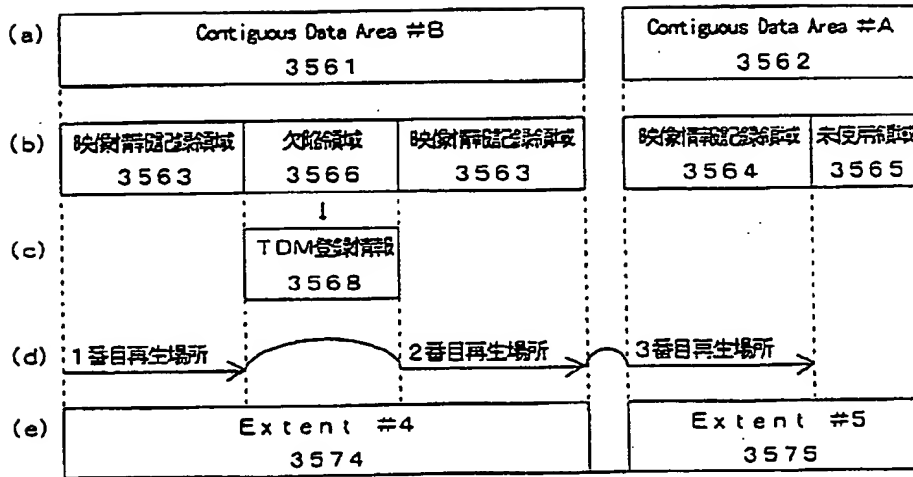 (a) Contiguous Data Area #B Contiguous Data Area #A
3561 3562
(b) 映像情報記録領域 欠陥領域 映像情報記録領域 映像情報記録領域 未使用領域
3563 3566 3563 3564 3565
↓
(c) TDM登録情報
3568
(d) 1番目再生場所 2番目再生場所 3番目再生場所
(e) Extent #4 Extent #5
3574 3575